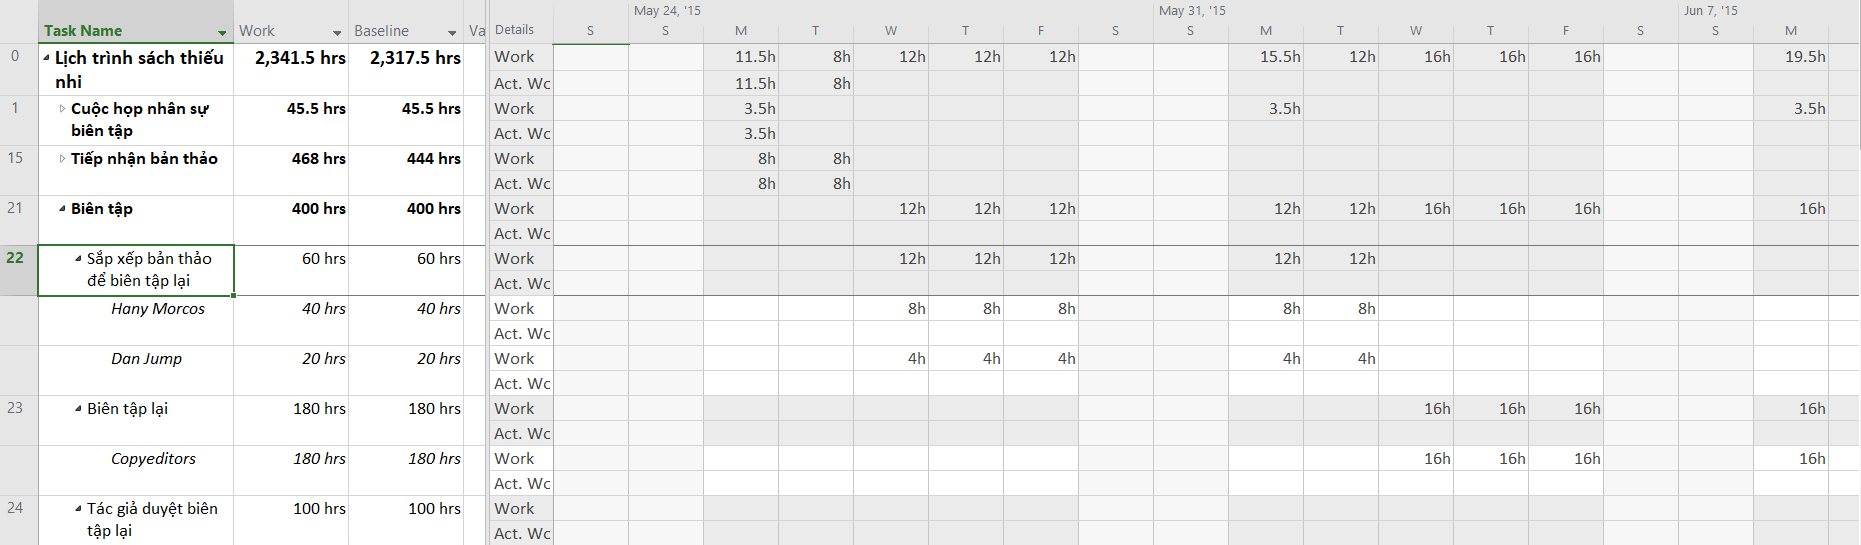 May 24, '15 May 31, '15 Jun 7, '15
Task Name Work Baseline Va Details S S M T W T F S S M T W T F S S M
0 Lịch trình sách thiếu 2,341.5 hrs 2,317.5 hrs Work 11.5h 8h 12h 12h 12h 15.5h 12h 16h 16h 16h 19.5h
nhi Act. Wc 11.5h 8h
1 Cuộc họp nhân sự 45.5 hrs 45.5 hrs Work 3.5h 3.5h 3.5h
biên tập Act. Wc 3.5h
15 Tiếp nhận bản thảo 468 hrs 444 hrs Work 8h 8h
Act. Wc 8h 8h
21 Biên tập 400 hrs 400 hrs Work 12h 12h 12h 12h 12h 16h 16h 16h 16h
Act. Wc
22 Sắp xếp bản thảo 60 hrs 60 hrs Work 12h 12h 12h 12h 12h
để biên tập lại Act. Wc
Hany Morcos 40 hrs 40 hrs Work 8h 8h 8h 8h 8h
Act. Wc
Dan Jump 20 hrs 20 hrs Work 4h 4h 4h 4h 4h
Act. Wc
23 Biên tập lại 180 hrs 180 hrs Work 16h 16h 16h 16h
Act. Wc
Copyeditors 180 hrs 180 hrs Work 16h 16h 16h 16h
Act. Wc
24 Tác giả duyệt biên 100 hrs 100 hrs Work
tập lại Act. Wc